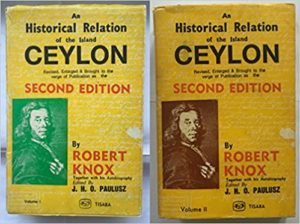 An
Historical Relation
of the Island
CEYLON
Revised, Enlarged & Brought to the
verge of Publication as the
SECOND EDITION
By
ROBERT
KNOX
Together with his Autobiography
Edited By
J. H. O. PAULUSZ
Volume I
TISARA
An
Historical Relation
of the Island
CEYLON
Revised, Enlarged & Brought to the
verge of Publication as the
SECOND EDITION
By
ROBERT
KNOX
Together with his Autobiography
Edited By
J. H. O. PAULUSZ
Volume II
TISARA